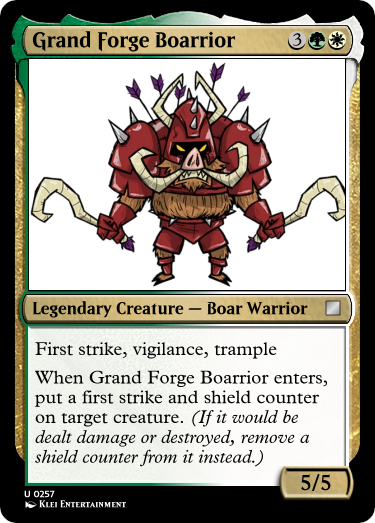 Grand Forge Boarrior 3
Legendary Creature — Boar Warrior
First strike, vigilance, trample
When Grand Forge Boarrior enters,
put a first strike and shield counter
on target creature. (If it would be
dealt damage or destroyed, remove a
shield counter from it instead.)
5/5
U 0257
Klei Entertainment